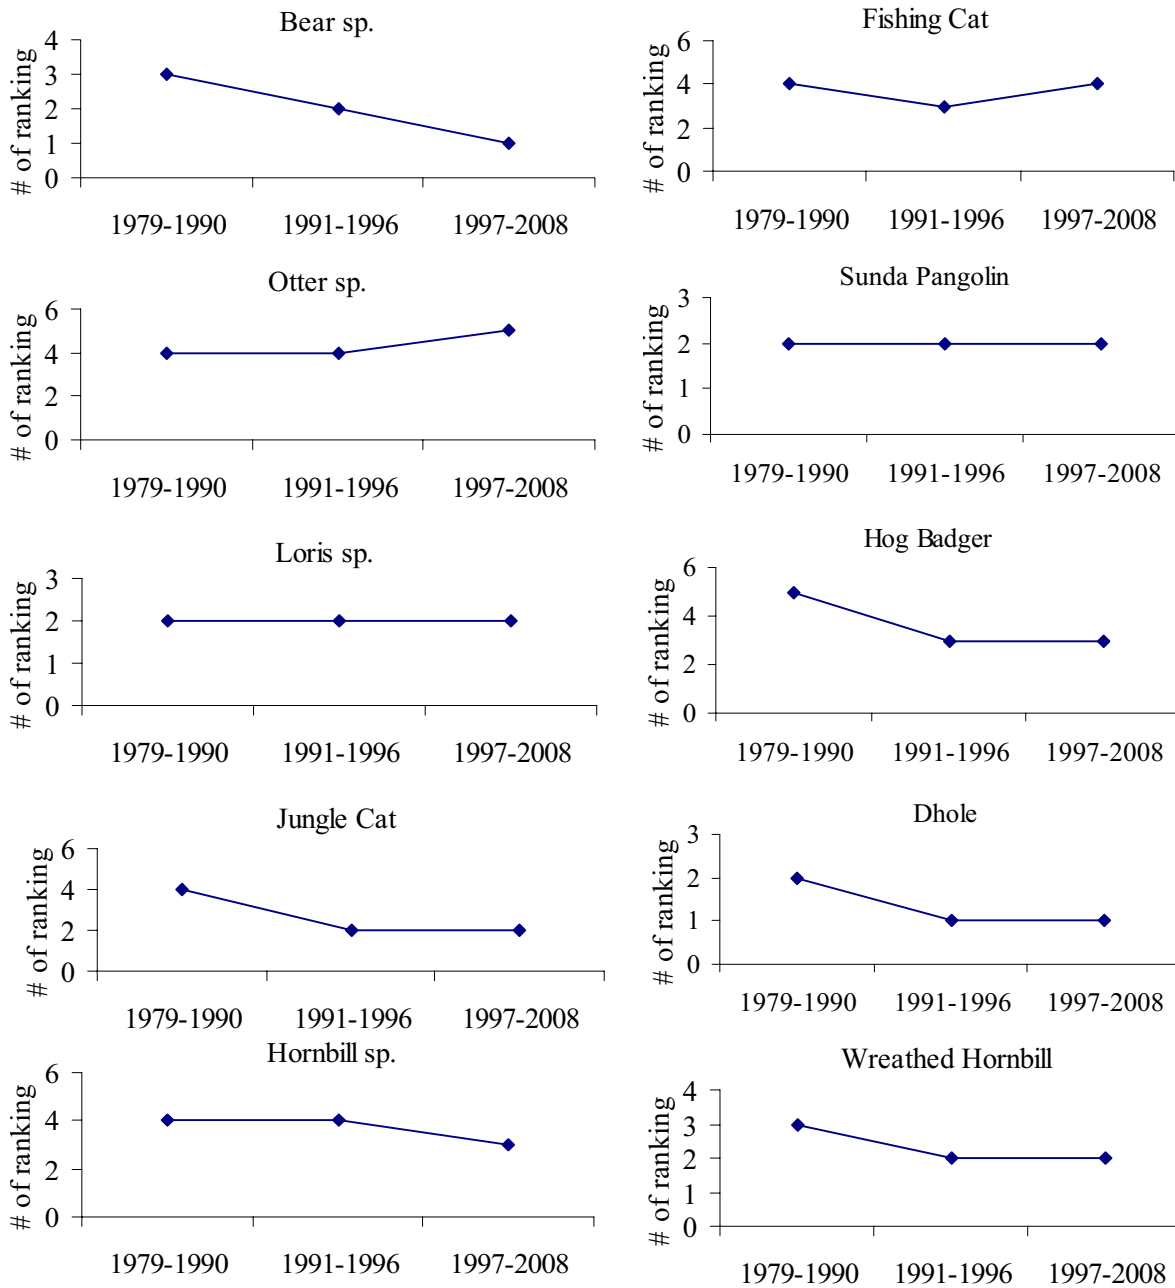 Bear sp.
# of ranking
4
3
2
1
0
1979-1990 1991-1996 1997-2008
Fishing Cat
# of ranking
6
4
2
0
1979-1990 1991-1996 1997-2008
Otter sp.
# of ranking
6
4
2
0
1979-1990 1991-1996 1997-2008
Sunda Pangolin
# of ranking
3
2
1
0
1979-1990 1991-1996 1997-2008
Loris sp.
# of ranking
3
2
1
0
1979-1990 1991-1996 1997-2008
Hog Badger
# of ranking
6
4
2
0
1979-1990 1991-1996 1997-2008
Jungle Cat
# of ranking
6
4
2
0
1979-1990 1991-1996 1997-2008
Dhole
# of ranking
3
2
1
0
1979-1990 1991-1996 1997-2008
Hornbill sp.
# of ranking
6
4
2
0
1979-1990 1991-1996 1997-2008
Wreathed Hornbill
# of ranking
4
3
2
1
0
1979-1990 1991-1996 1997-2008